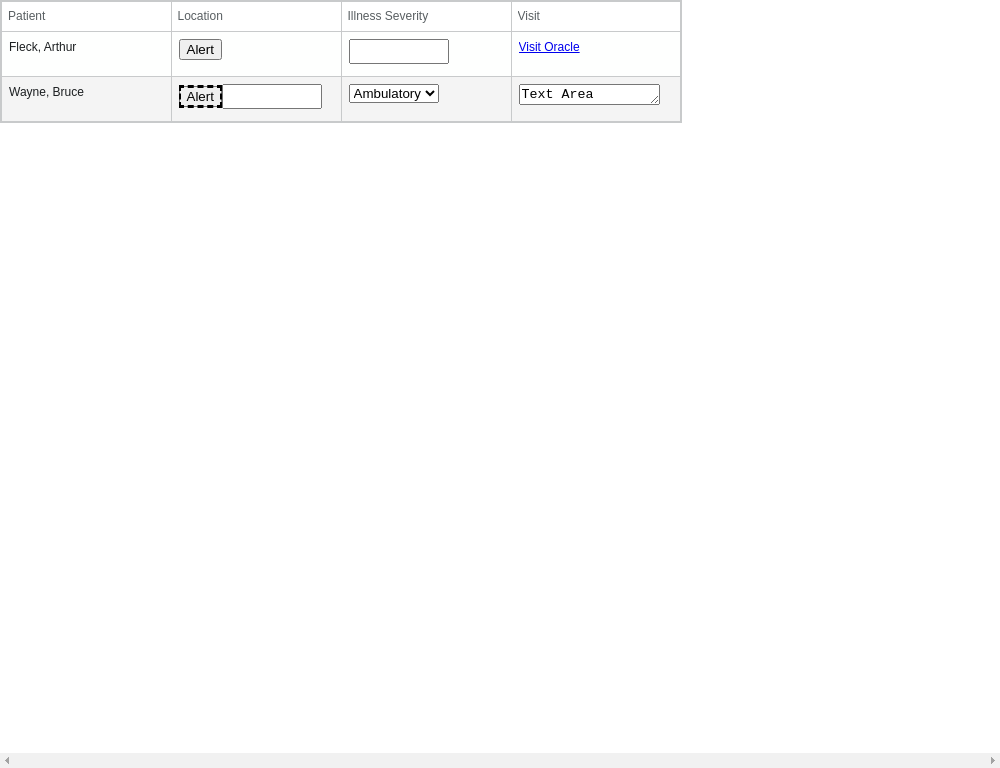 Patient Location Illness Severity Visit
Fleck, Arthur Alert Visit Oracle
Wayne, Bruce Alert Ambulatory Text Area